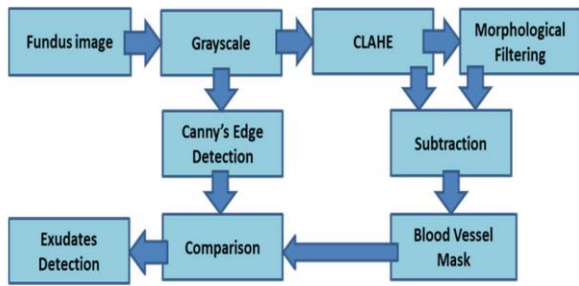 Fundus image
Grayscale
CLAHE
Morphological
Filtering
Canny's Edge
Detection
Subtraction
Exudates
Detection
Comparison
Blood Vessel
Mask